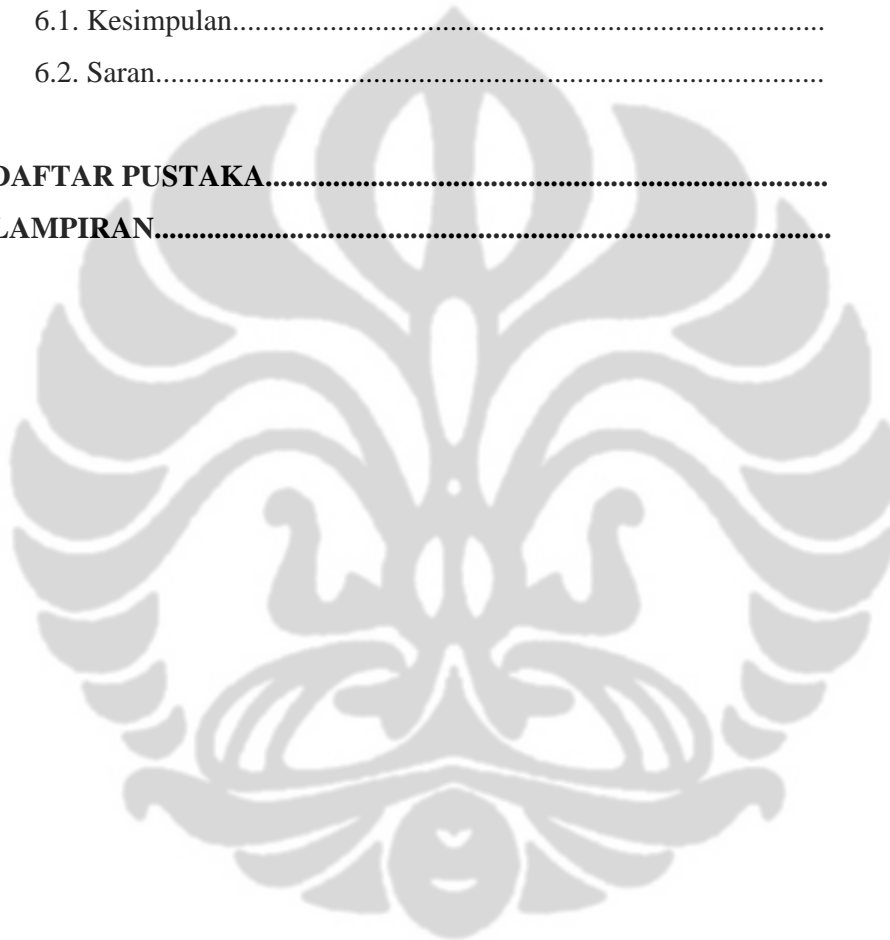 6.1. Kesimpulan...............................................................................
6.2. Saran.........................................................................................
DAFTAR PUSTAKA...........................................................................
LAMPIRAN..........................................................................................